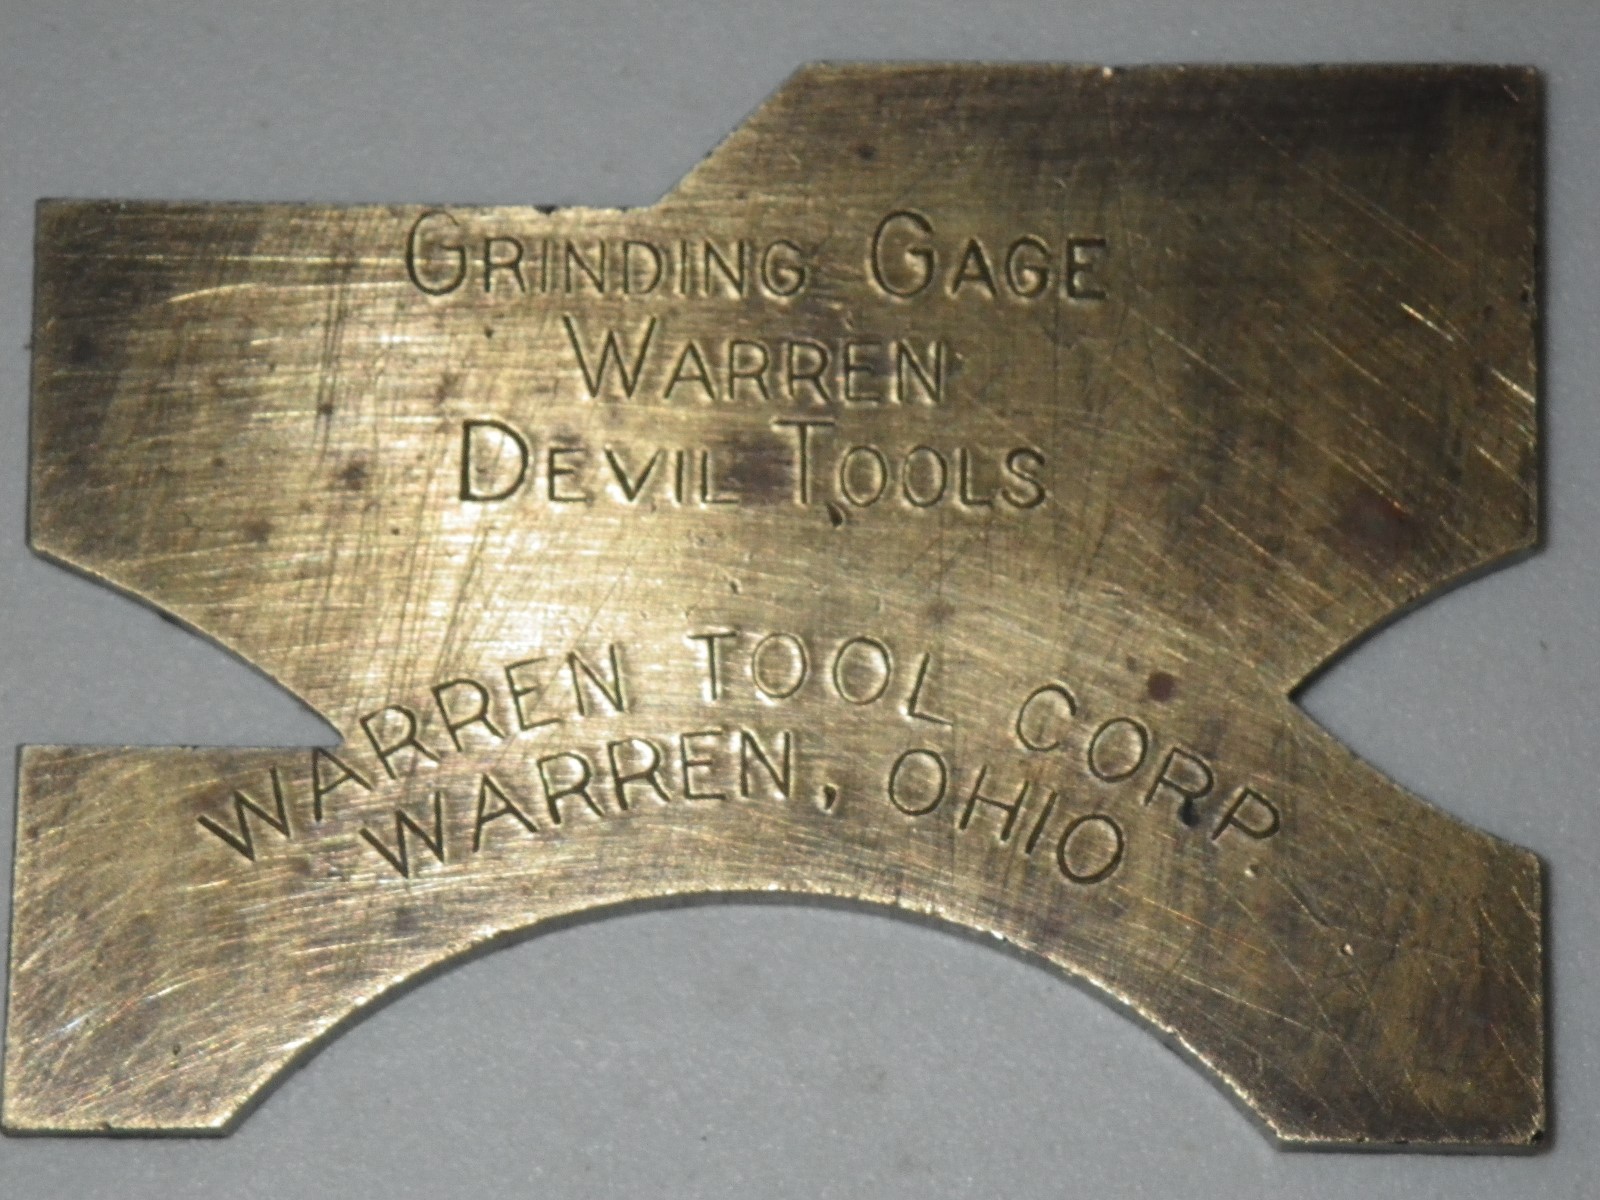 GRINDING GAGE
WARREN
DEVIL TOOLS
WARREN TOOL CORP.
WARREN, OHIO